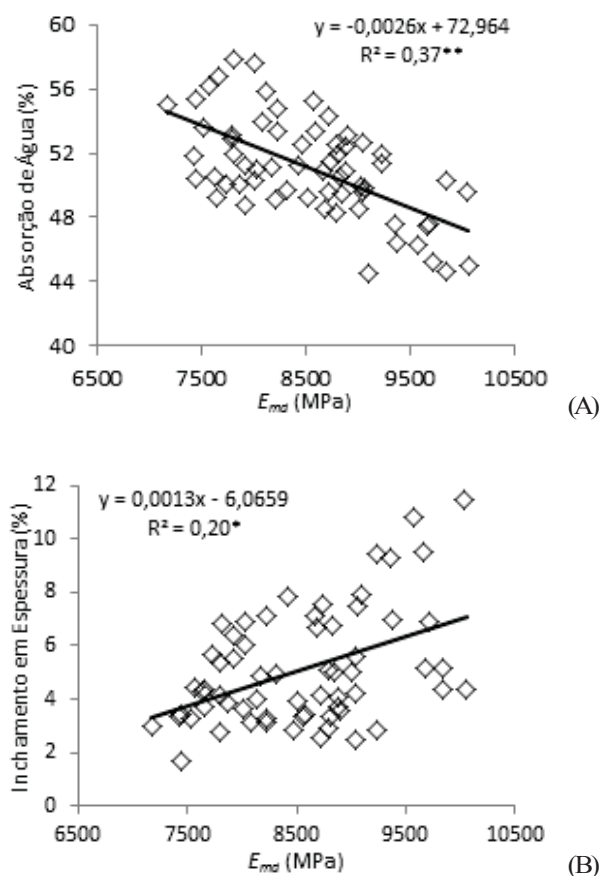 y = -0,0026x + 72,964
R² = 0,37**
Absorção de Água (%)
60
56
52
48
44
40
6500 7500 8500 9500 10500
E_md (MPa)
(A)
y = 0,0013x - 6,0659
R² = 0,20*
Inchamento em Espessura (%)
12
10
8
6
4
2
0
6500 7500 8500 9500 10500
E_md (MPa)
(B)